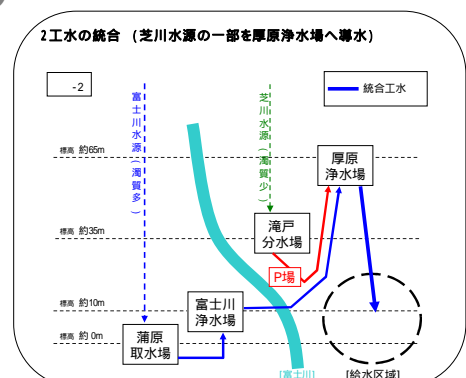 2工水の統合 (芝川水源の一部を厚原浄水場へ導水)
-2
統合工水
富士川水源(濁質多)
芝川水源(濁質少)
標高 約65m
厚原
浄水場
滝戸
分水場
標高 約35m
P場
富士川
浄水場
標高 約10m
蒲原
取水場
標高 約 0m
[富士川]
[給水区域]